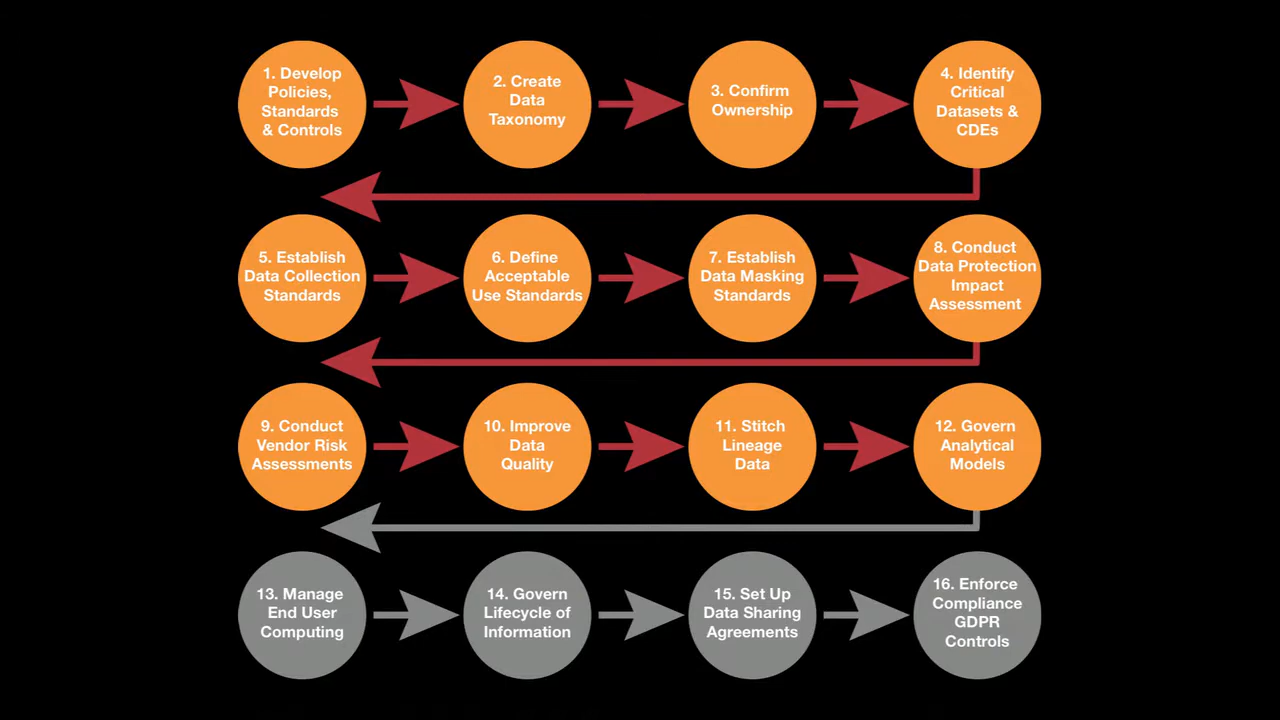 1. Develop
Policies,
Standards
& Controls
2. Create
Data
Taxonomy
3. Confirm
Ownership
4. Identify
Critical
Datasets &
CDEs
5. Establish
Data Collection
Standards
6. Define
Acceptable
Use Standards
7. Establish
Data Masking
Standards
8. Conduct
Data Protection
Impact
Assessment
9. Conduct
Vendor Risk
Assessments
10. Improve
Data
Quality
11. Stitch
Lineage
Data
12. Govern
Analytical
Models
13. Manage
End User
Computing
14. Govern
Lifecycle of
Information
15. Set Up
Data Sharing
Agreements
16. Enforce
Compliance
GDPR
Controls